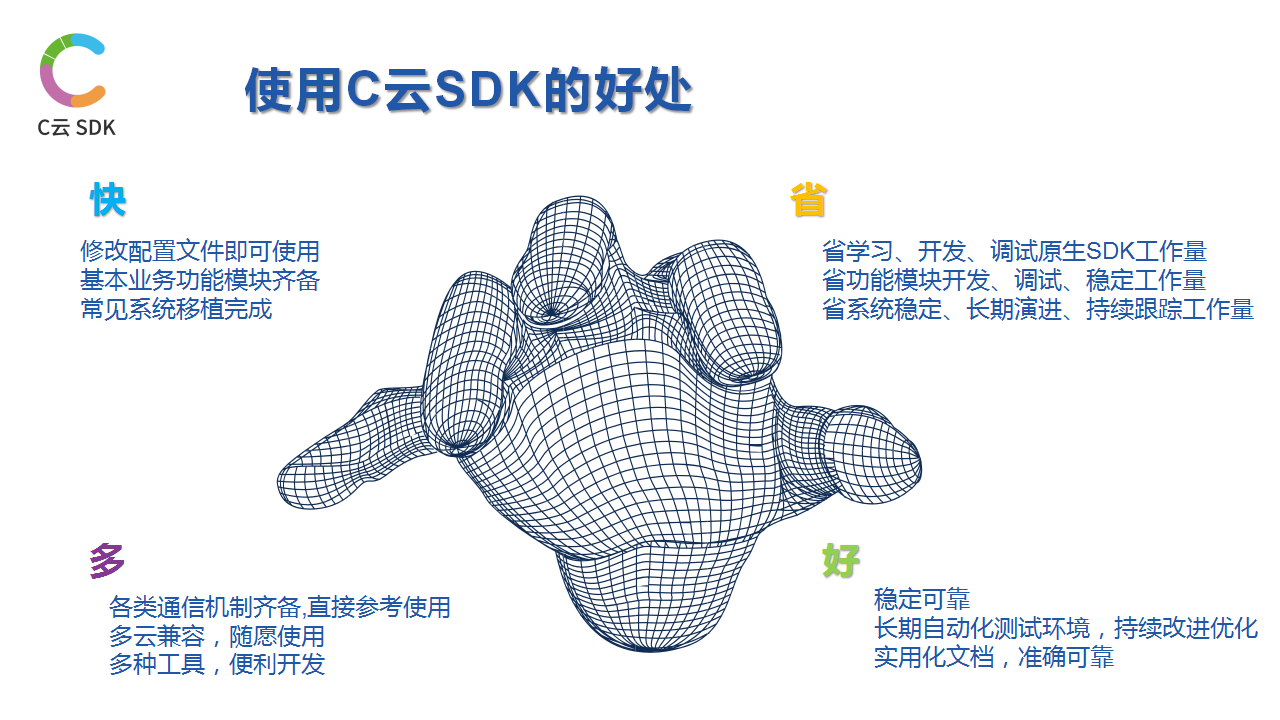 C云 SDK
使用C云SDK的好处
快
修改配置文件即可使用
基本业务功能模块齐备
常见系统移植完成
省
省学习、开发、调试原生SDK工作量
省功能模块开发、调试、稳定工作量
省系统稳定、长期演进、持续跟踪工作量
多
各类通信机制齐备,直接参考使用
多云兼容，随愿使用
多种工具，便利开发
好
稳定可靠
长期自动化测试环境，持续改进优化
实用化文档，准确可靠